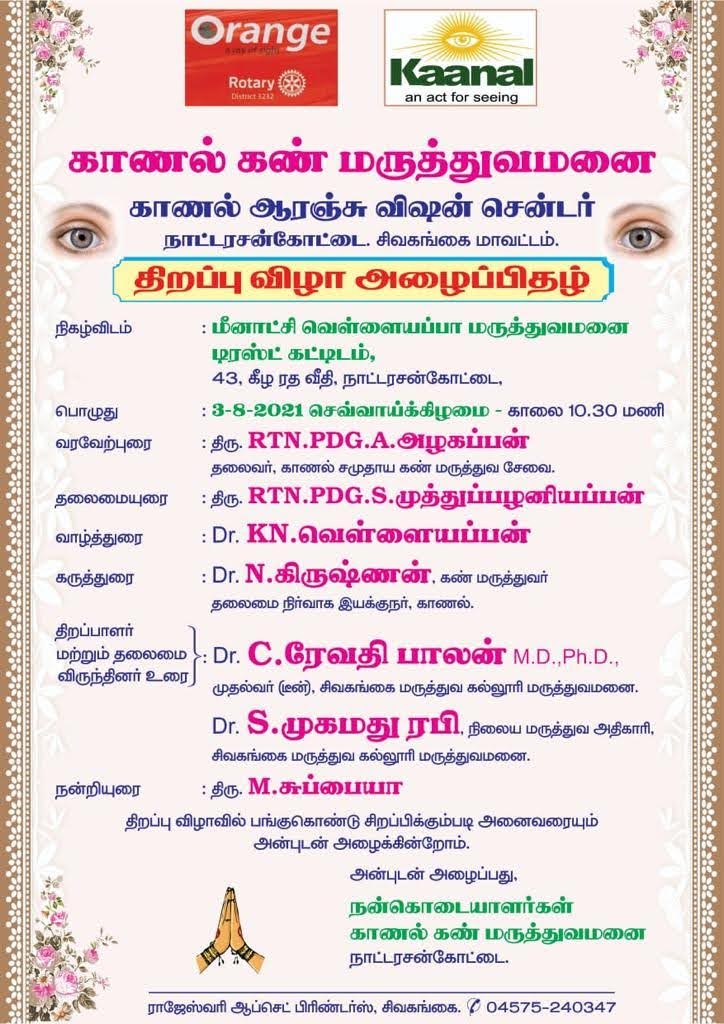 Orange
a ray of sight
Rotary
District 3232
Kaanal
an act for seeing
காணல் கண் மருத்துவமனை
காணல் ஆரஞ்சு விஷன் சென்டர்
நாட்டரசன்கோட்டை. சிவகங்கை மாவட்டம்.
திறப்பு விழா அழைப்பிதழ்
நிகழ்விடம் : மீனாட்சி வெள்ளையப்பா மருத்துவமனை
டிரஸ்ட் கட்டிடம்,
43, கீழ ரத வீதி, நாட்டரசன்கோட்டை,
பொழுது : 3-8-2021 செவ்வாய்க்கிழமை - காலை 10.30 மணி
வரவேற்புரை : திரு. RTN.PDG.A.அழகப்பன்
தலைவர், காணல் சமுதாய கண் மருத்துவ சேவை.
தலைமையுரை : திரு. RTN.PDG.S.முத்துப்பழனியப்பன்
வாழ்த்துரை : Dr. KN.வெள்ளையப்பன்
கருத்துரை : Dr. N.கிருஷ்ணன், கண் மருத்துவர்
தலைமை நிர்வாக இயக்குநர், காணல்.
திறப்பாளர்
மற்றும் தலைமை
விருந்தினர் உரை
: Dr. C.ரேவதி பாலன் M.D.,Ph.D.,
முதல்வர் (டீன்), சிவகங்கை மருத்துவ கல்லூரி மருத்துவமனை.
Dr. S.முகமது ரபி, நிலைய மருத்துவ அதிகாரி,
சிவகங்கை மருத்துவ கல்லூரி மருத்துவமனை.
நன்றியுரை : திரு. M.சுப்பையா
திறப்பு விழாவில் பங்குகொண்டு சிறப்பிக்கும்படி அனைவரையும்
அன்புடன் அழைக்கின்றோம்.
அன்புடன் அழைப்பது,
நன்கொடையாளர்கள்
காணல் கண் மருத்துவமனை
நாட்டரசன்கோட்டை.
ராஜேஸ்வரி ஆப்செட் பிரிண்டர்ஸ், சிவகங்கை. ✆ 04575-240347